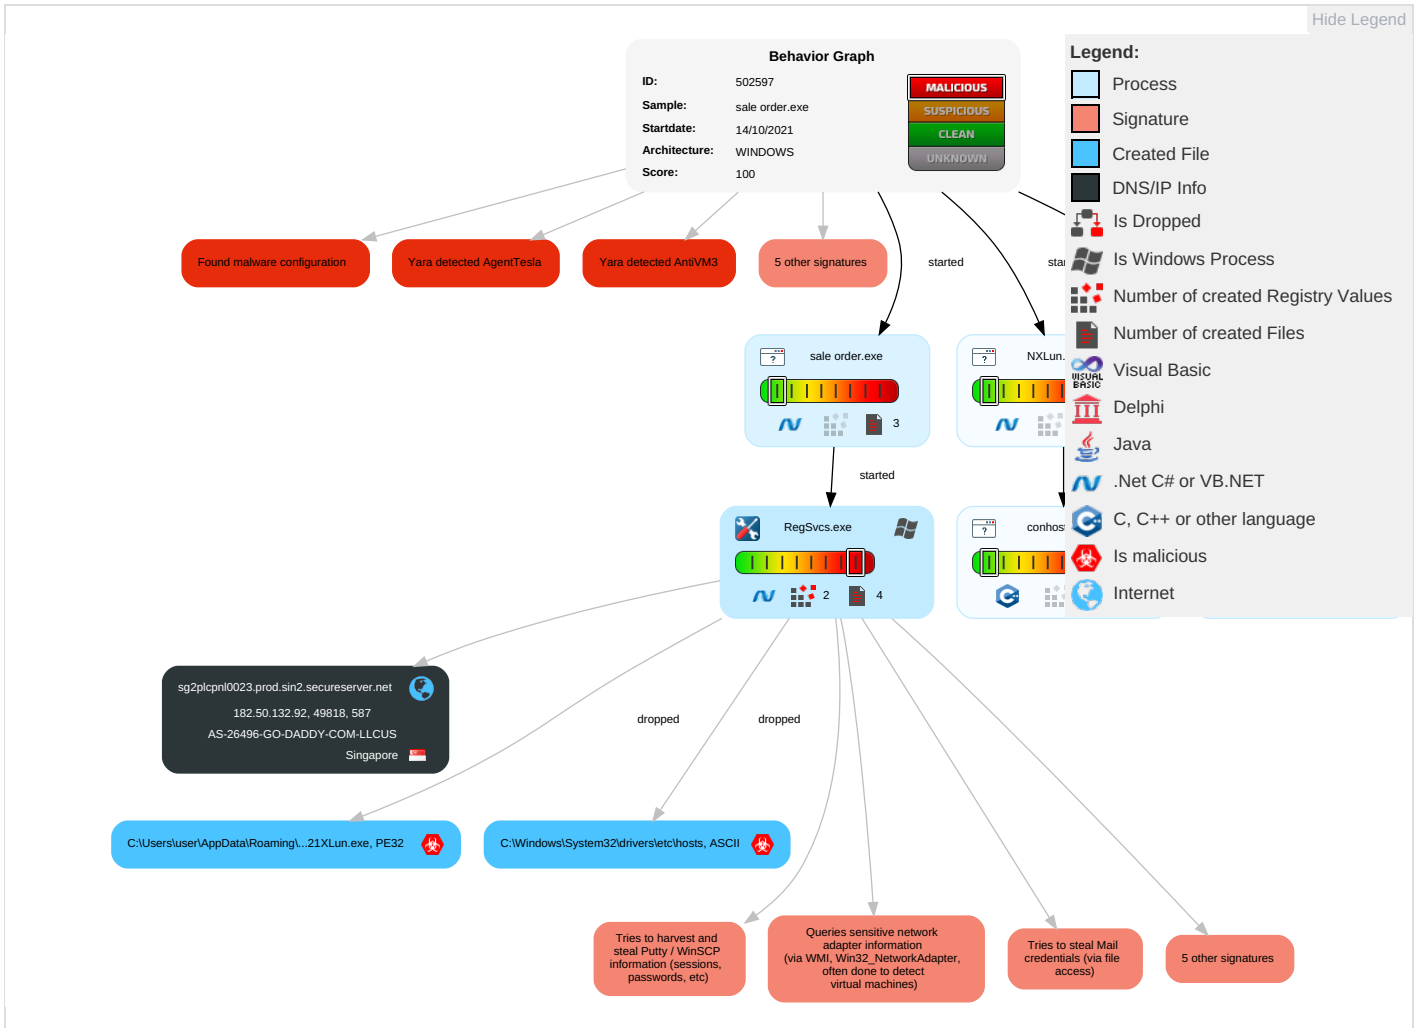 Hide Legend
Behavior Graph
ID: 502597
Sample: sale order.exe
Startdate: 14/10/2021
Architecture: WINDOWS
Score: 100
MALICIOUS
SUSPICIOUS
CLEAN
UNKNOWN
Legend:
Process
Signature
Created File
DNS/IP Info
Is Dropped
Is Windows Process
Number of created Registry Values
Number of created Files
VISUAL
BASIC
Visual Basic
Delphi
Java
.Net C# or VB.NET
C, C++ or other language
Is malicious
Internet
Found malware configuration
Yara detected AgentTesla
Yara detected AntiVM3
5 other signatures
started
sale order.exe
?
3
?
started
RegSvcs.exe
2
4
?
sg2plcpnl0023.prod.sin2.secureserver.net
182.50.132.92, 49818, 587
AS-26496-GO-DADDY-COM-LLCUS
Singapore
dropped
dropped
C:\Users\user\AppData\Roaming\...21XLun.exe, PE32
C:\Windows\System32\drivers\etc\hosts, ASCII
Tries to harvest and
steal Putty / WinSCP
information (sessions,
passwords, etc)
Queries sensitive network
adapter information
(via WMI, Win32_NetworkAdapter,
often done to detect
virtual machines)
Tries to steal Mail
credentials (via file
access)
5 other signatures